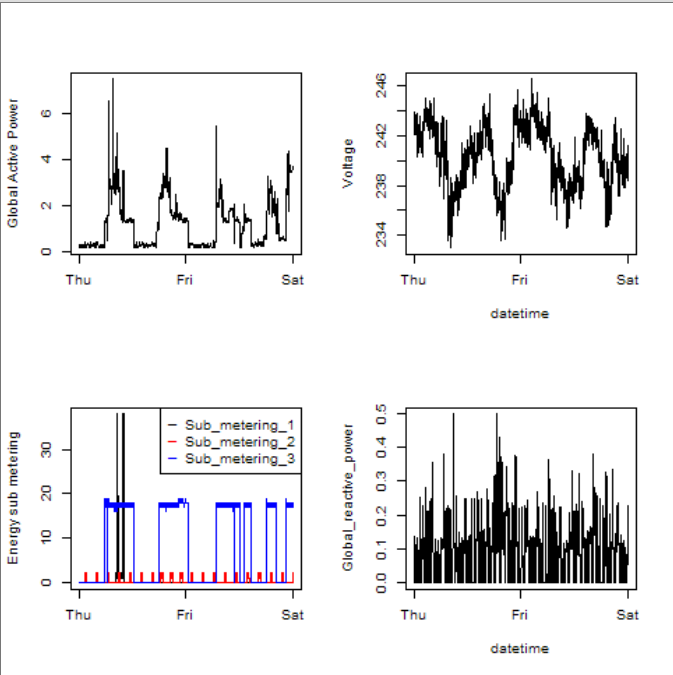 Global Active Power
0
2
4
6
Thu
Fri
Sat
Voltage
234
238
242
246
Thu
Fri
Sat
datetime
Energy sub metering
0
10
20
30
Sub_metering_1
Sub_metering_2
Sub_metering_3
Thu
Fri
Sat
Global_reactive_power
0.0
0.1
0.2
0.3
0.4
0.5
Thu
Fri
Sat
datetime